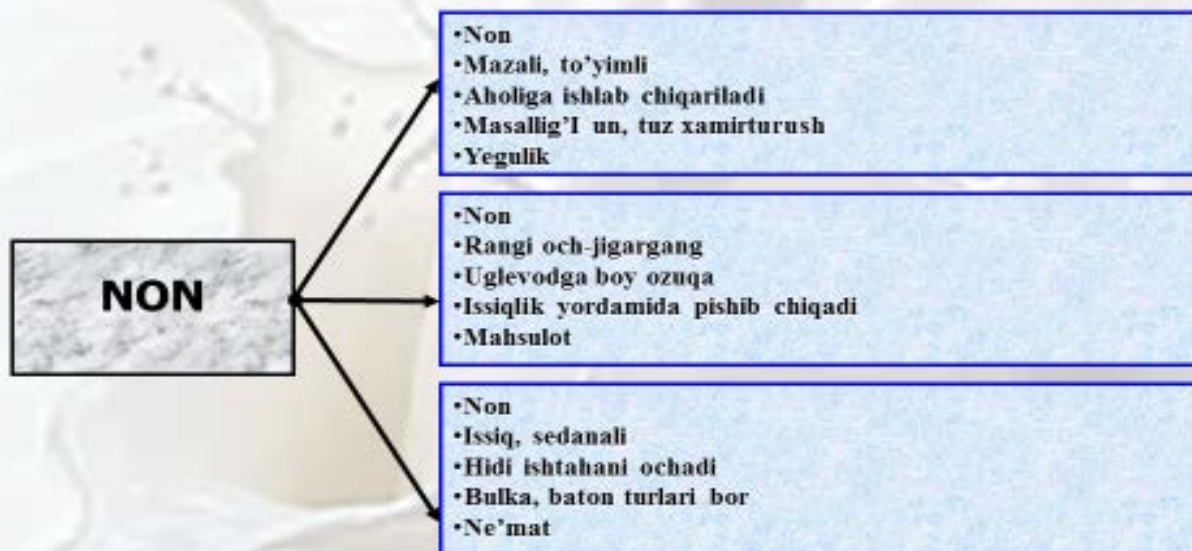 NON
•Non
•Mazali, to’yimli
•Aholiga ishlab chiqariladi
•Masallig’I un, tuz xamirturush
•Yegulik
•Non
•Rangi och-jigargang
•Uglevodga boy ozuqa
•Issiqlik yordamida pishib chiqadi
•Mahsulot
•Non
•Issiq, sedanali
•Hidi ishtahani ochadi
•Bulka, baton turlari bor
•Ne’mat